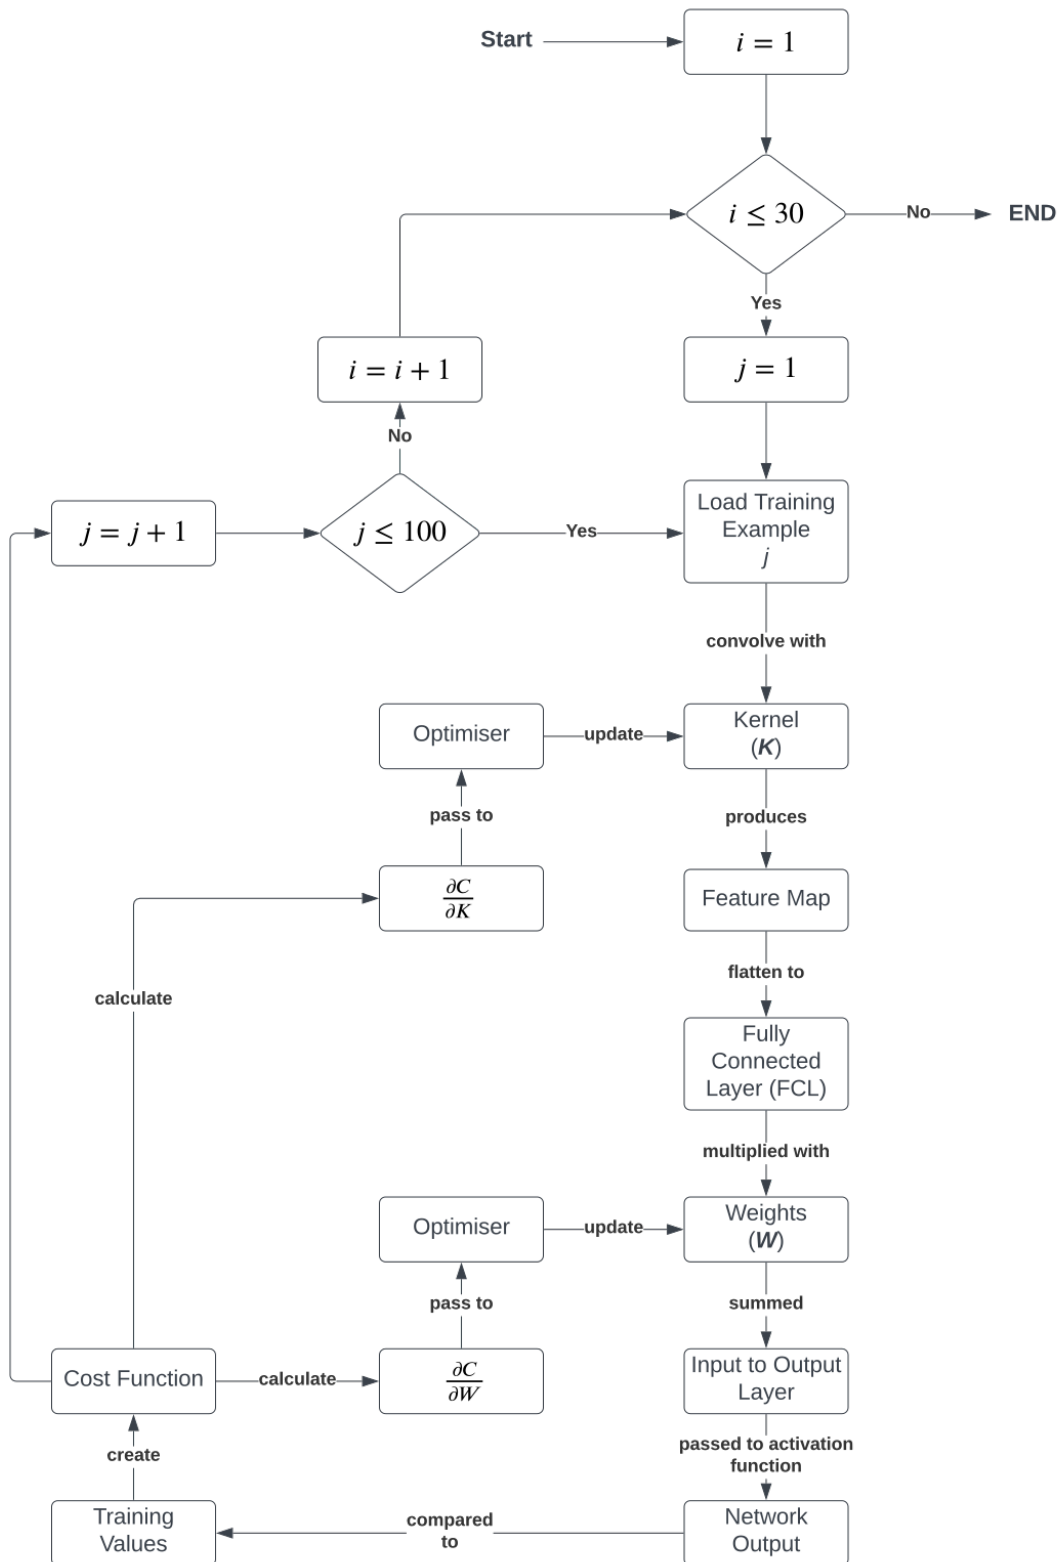 Start
i = 1
i ≤ 30
No
END
Yes
i = i + 1
j = 1
No
j = j + 1
j ≤ 100
Yes
Load Training
Example
j
convolve with
Optimiser
update
Kernel
(K)
pass to
produces
∂C
∂K
Feature Map
flatten to
calculate
Fully
Connected
Layer (FCL)
multiplied with
Optimiser
update
Weights
(W)
pass to
summed
Cost Function
calculate
∂C
∂W
Input to Output
Layer
create
passed to activation
function
Training
Values
compared
to
Network
Output